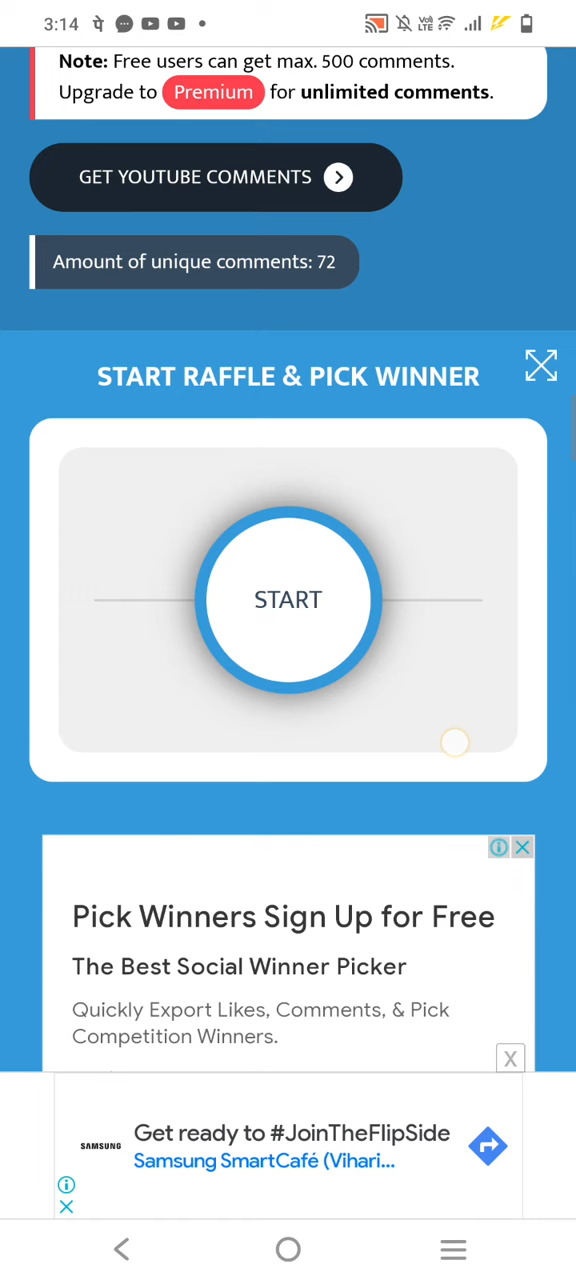 3:14 पे Vo) LTE
Note: Free users can get max. 500 comments.
Upgrade to Premium for unlimited comments.
GET YOUTUBE COMMENTS
Amount of unique comments: 72
START RAFFLE & PICK WINNER
START
Pick Winners Sign Up for Free
The Best Social Winner Picker
Quickly Export Likes, Comments, & Pick
Competition Winners.
X
Get ready to #JoinTheFlipSide
SAMSUNG
Samsung SmartCafé (Vihari...